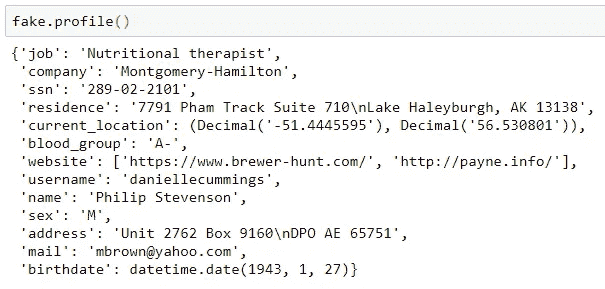 fake.profile()
{'job': 'Nutritional therapist',
'company': 'Montgomery-Hamilton',
'ssn': '289-02-2101',
'residence': '7791 Pham Track Suite 710\nLake Haleyburgh, AK 13138',
'current_location': (Decimal('-51.4445595'), Decimal('56.530801')),
'blood_group': 'A-',
'website': ['https://www.brewer-hunt.com/', 'http://payne.info/'],
'username': 'daniellecummings',
'name': 'Philip Stevenson',
'sex': 'M',
'address': 'Unit 2762 Box 9160\nDPO AE 65751',
'mail': 'mbrown@yahoo.com',
'birthdate': datetime.date(1943, 1, 27)}